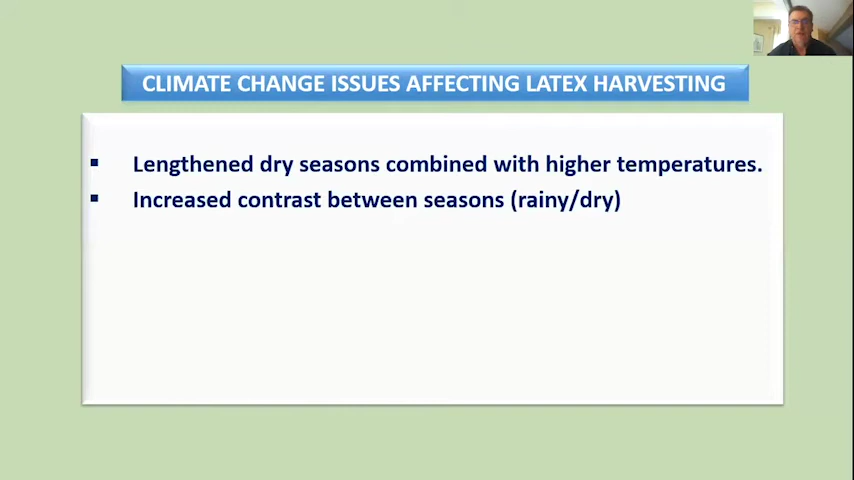 CLIMATE CHANGE ISSUES AFFECTING LATEX HARVESTING
▪ Lengthened dry seasons combined with higher temperatures.
▪ Increased contrast between seasons (rainy/dry)